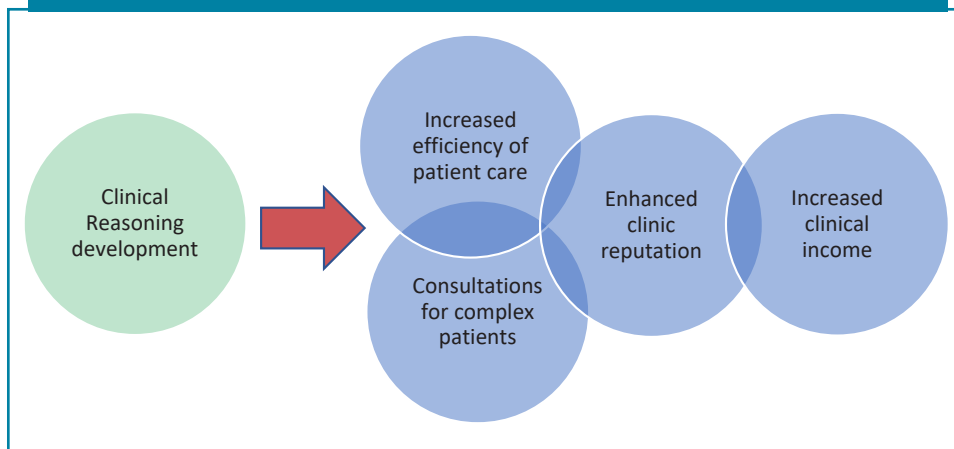 Clinical
Reasoning
development
Increased
efficiency of
patient care
Consultations
for complex
patients
Enhanced
clinic
reputation
Increased
clinical
income